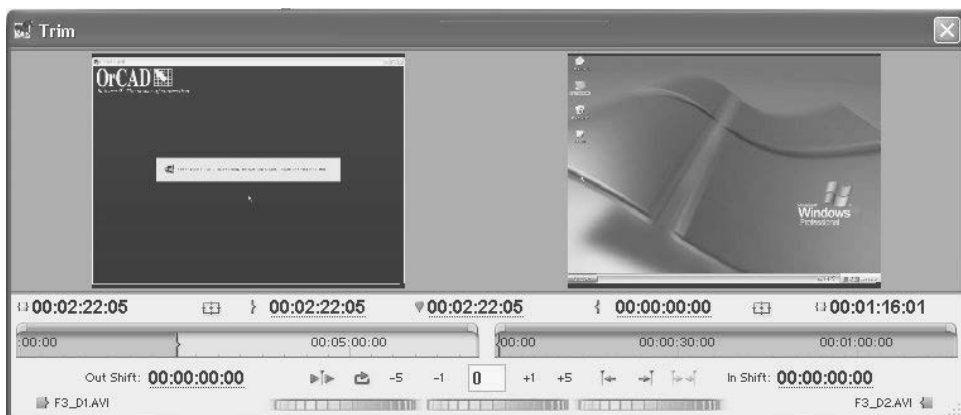 Trim
OrCAD
Windows
Professional
00:02:22:05 00:02:22:05 00:02:22:05 00:00:00:00 00:01:16:01
:00:00 00:05:00:00 00:00 00:00:30:00 00:01:00:00
Out Shift: 00:00:00:00 -5 -1 0 +1 +5 In Shift: 00:00:00:00
F3_D1.AVI F3_D2.AVI